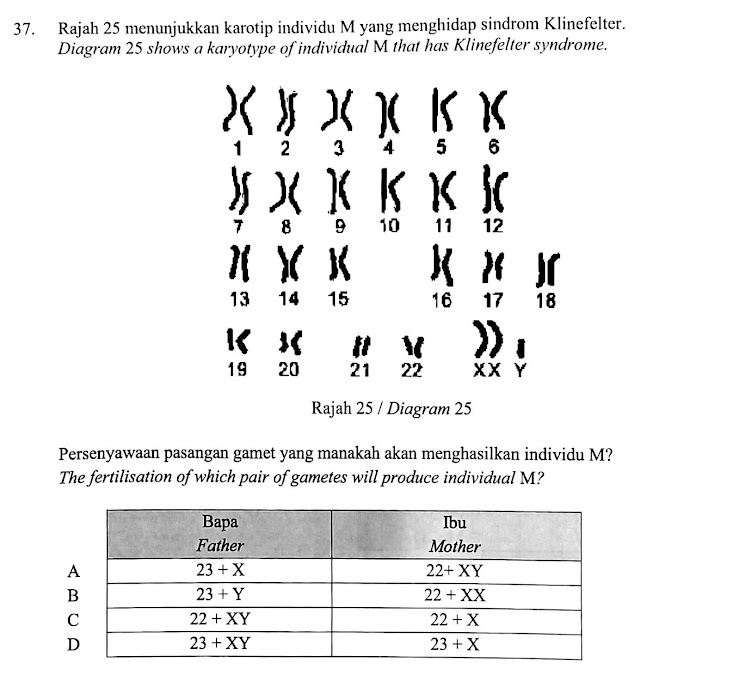 37. Rajah 25 menunjukkan karotip individu M yang menghidap sindrom Klinefelter.
Diagram 25 shows a karyotype of individual M that has Klinefelter syndrome.
1 2 3 4 5 6
7 8 9 10 11 12
13 14 15 16 17 18
19 20 21 22 XX Y
Rajah 25 / Diagram 25
Persenyawaan pasangan gamet yang manakah akan menghasilkan individu M?
The fertilisation of which pair of gametes will produce individual M?
Bapa Ibu
Father Mother
A 23 + X 22+ XY
B 23 + Y 22 + XX
C 22 + XY 22 + X
D 23 + XY 23 + X